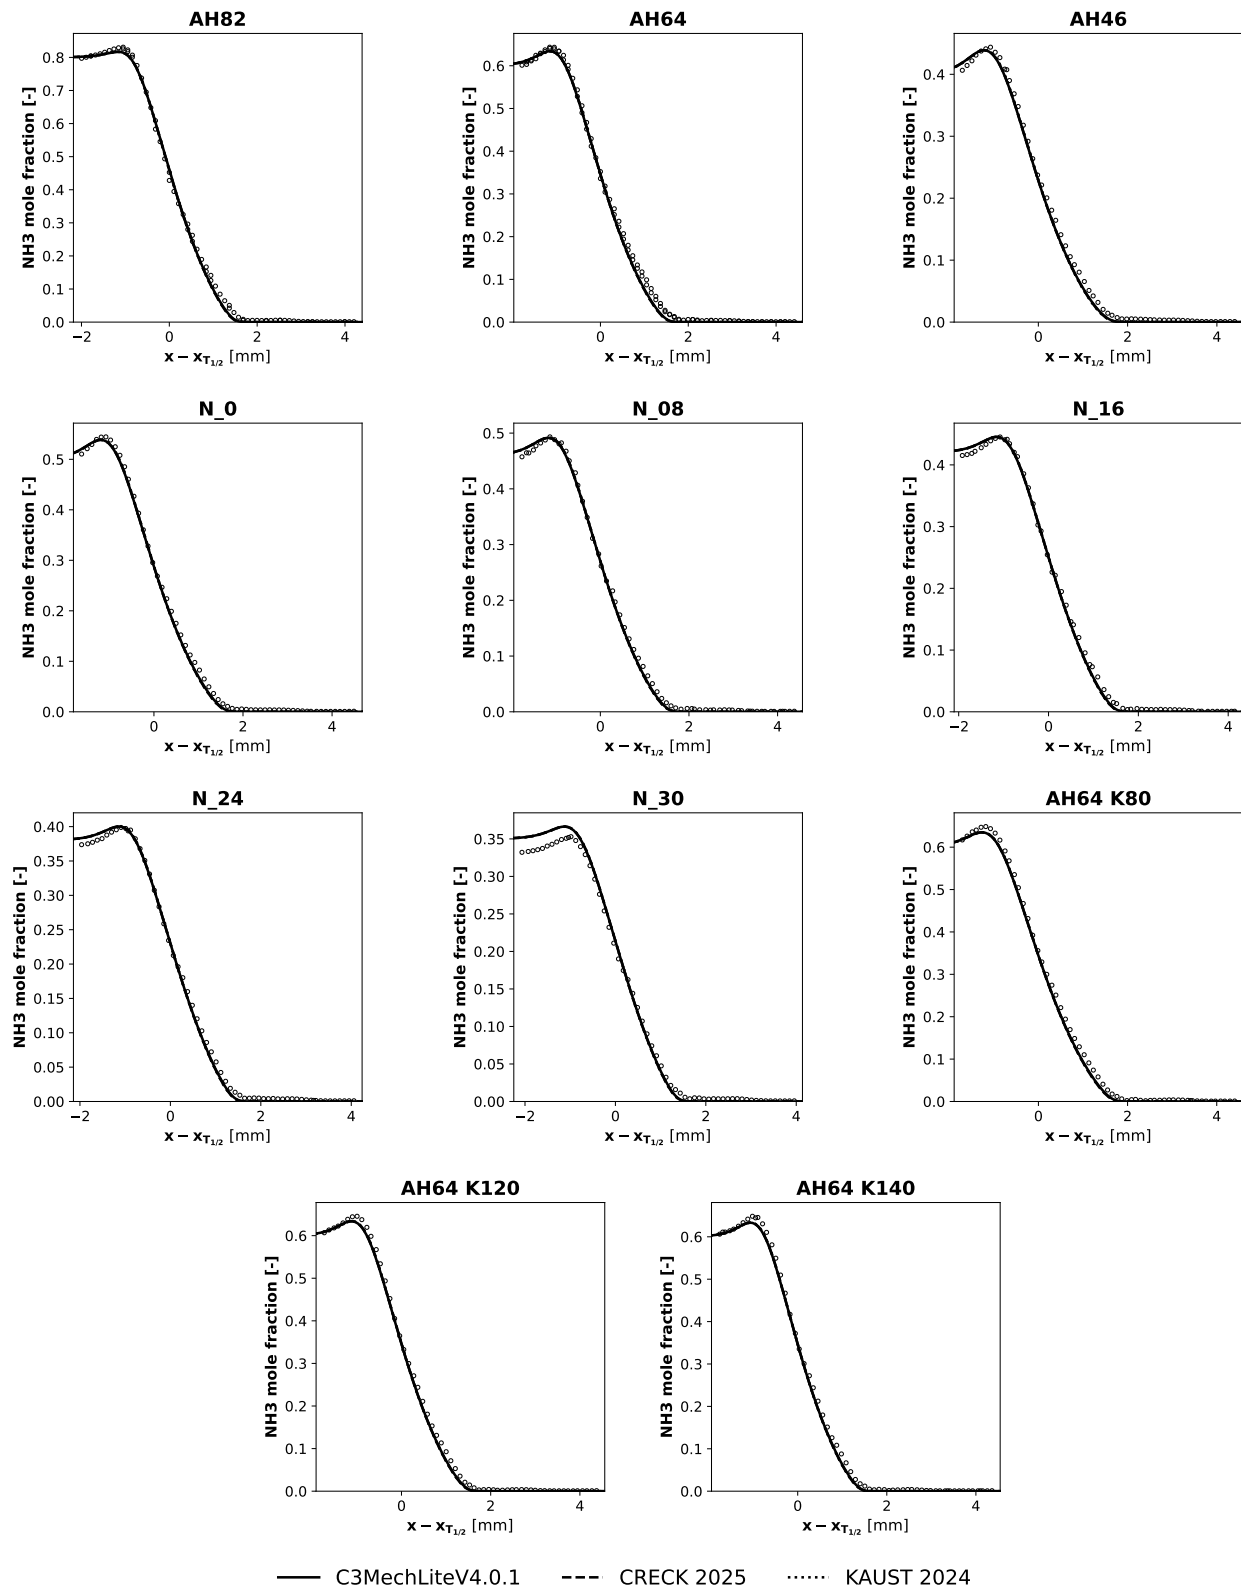 AH82
NH3 mole fraction [-]
0.8
0.7
0.6
0.5
0.4
0.3
0.2
0.1
0.0
−2 0 2 4
x − xT1/2 [mm]
AH64
NH3 mole fraction [-]
0.6
0.5
0.4
0.3
0.2
0.1
0.0
0 2 4
x − xT1/2 [mm]
AH46
NH3 mole fraction [-]
0.4
0.3
0.2
0.1
0.0
0 2 4
x − xT1/2 [mm]
N_0
NH3 mole fraction [-]
0.5
0.4
0.3
0.2
0.1
0.0
0 2 4
x − xT1/2 [mm]
N_08
NH3 mole fraction [-]
0.5
0.4
0.3
0.2
0.1
0.0
0 2 4
x − xT1/2 [mm]
N_16
NH3 mole fraction [-]
0.4
0.3
0.2
0.1
0.0
−2 0 2 4
x − xT1/2 [mm]
N_24
NH3 mole fraction [-]
0.40
0.35
0.30
0.25
0.20
0.15
0.10
0.05
0.00
−2 0 2 4
x − xT1/2 [mm]
N_30
NH3 mole fraction [-]
0.35
0.30
0.25
0.20
0.15
0.10
0.05
0.00
−2 0 2 4
x − xT1/2 [mm]
AH64 K80
NH3 mole fraction [-]
0.6
0.5
0.4
0.3
0.2
0.1
0.0
0 2 4
x − xT1/2 [mm]
AH64 K120
NH3 mole fraction [-]
0.6
0.5
0.4
0.3
0.2
0.1
0.0
0 2 4
x − xT1/2 [mm]
AH64 K140
NH3 mole fraction [-]
0.6
0.5
0.4
0.3
0.2
0.1
0.0
0 2 4
x − xT1/2 [mm]
C3MechLiteV4.0.1 CRECK 2025 KAUST 2024